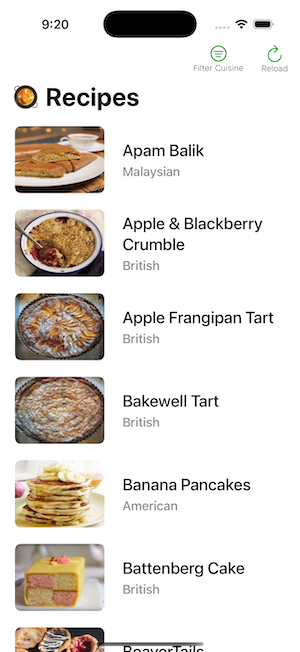 9:20
Filter Cuisine
Reload
Recipes
Apam Balik
Malaysian
Apple & Blackberry
Crumble
British
Apple Frangipan Tart
British
Bakewell Tart
British
Banana Pancakes
American
Battenberg Cake
British
BeaverTails